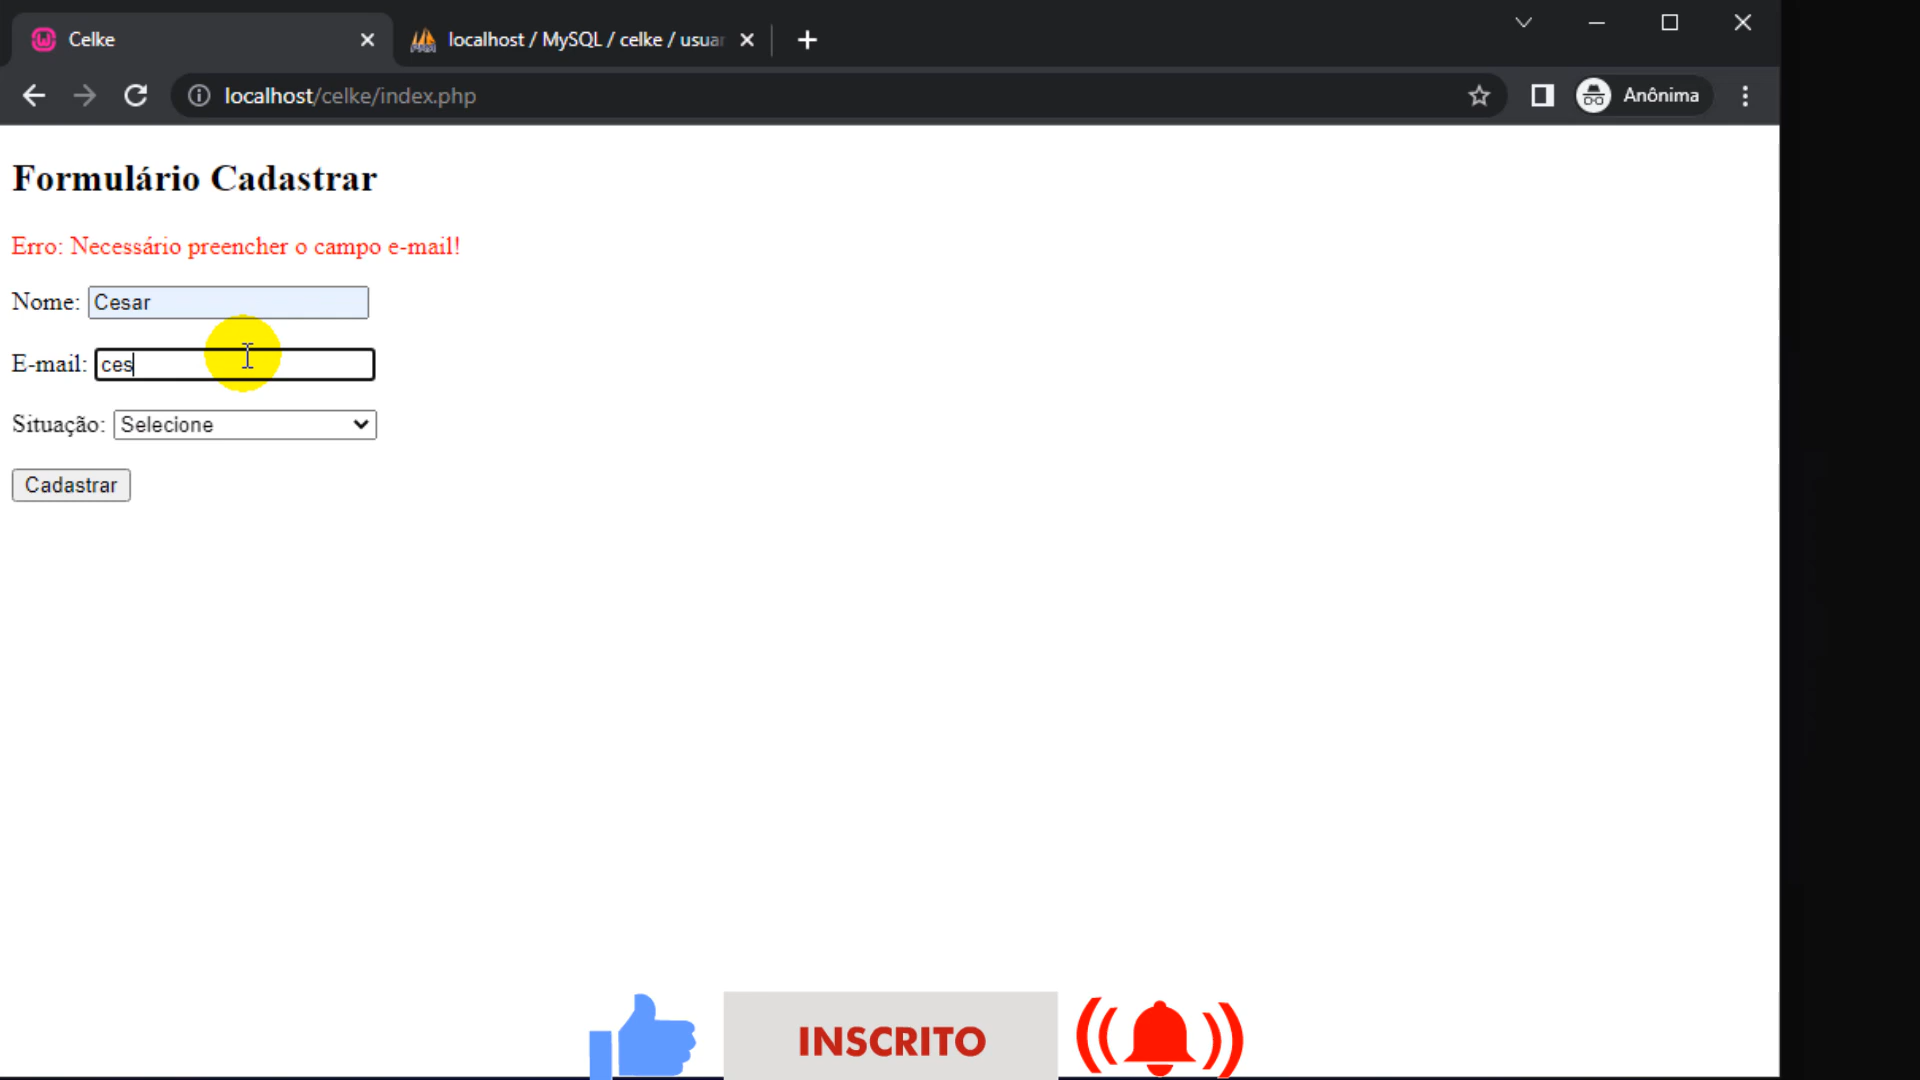 Celke
localhost / MySQL / celke / usuar
localhost/celke/index.php
Anônima
Formulário Cadastrar
Erro: Necessário preencher o campo e-mail!
Nome: Cesar
E-mail: ces
Situação: Selecione
Cadastrar
INSCRITO